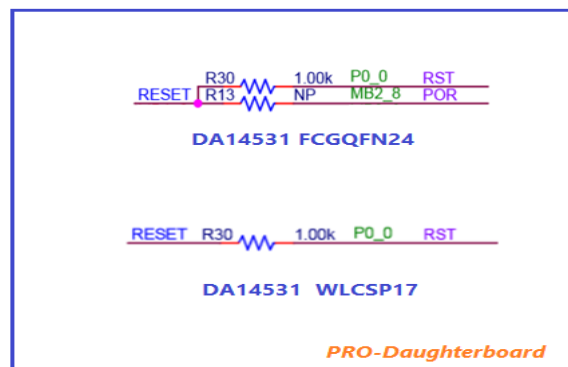 R30 1.00k P0_0 RST
RESET R13 NP MB2_8 POR
DA14531 FCGQFN24
RESET R30 1.00k P0_0 RST
DA14531 WLCSP17
PRO-Daughterboard